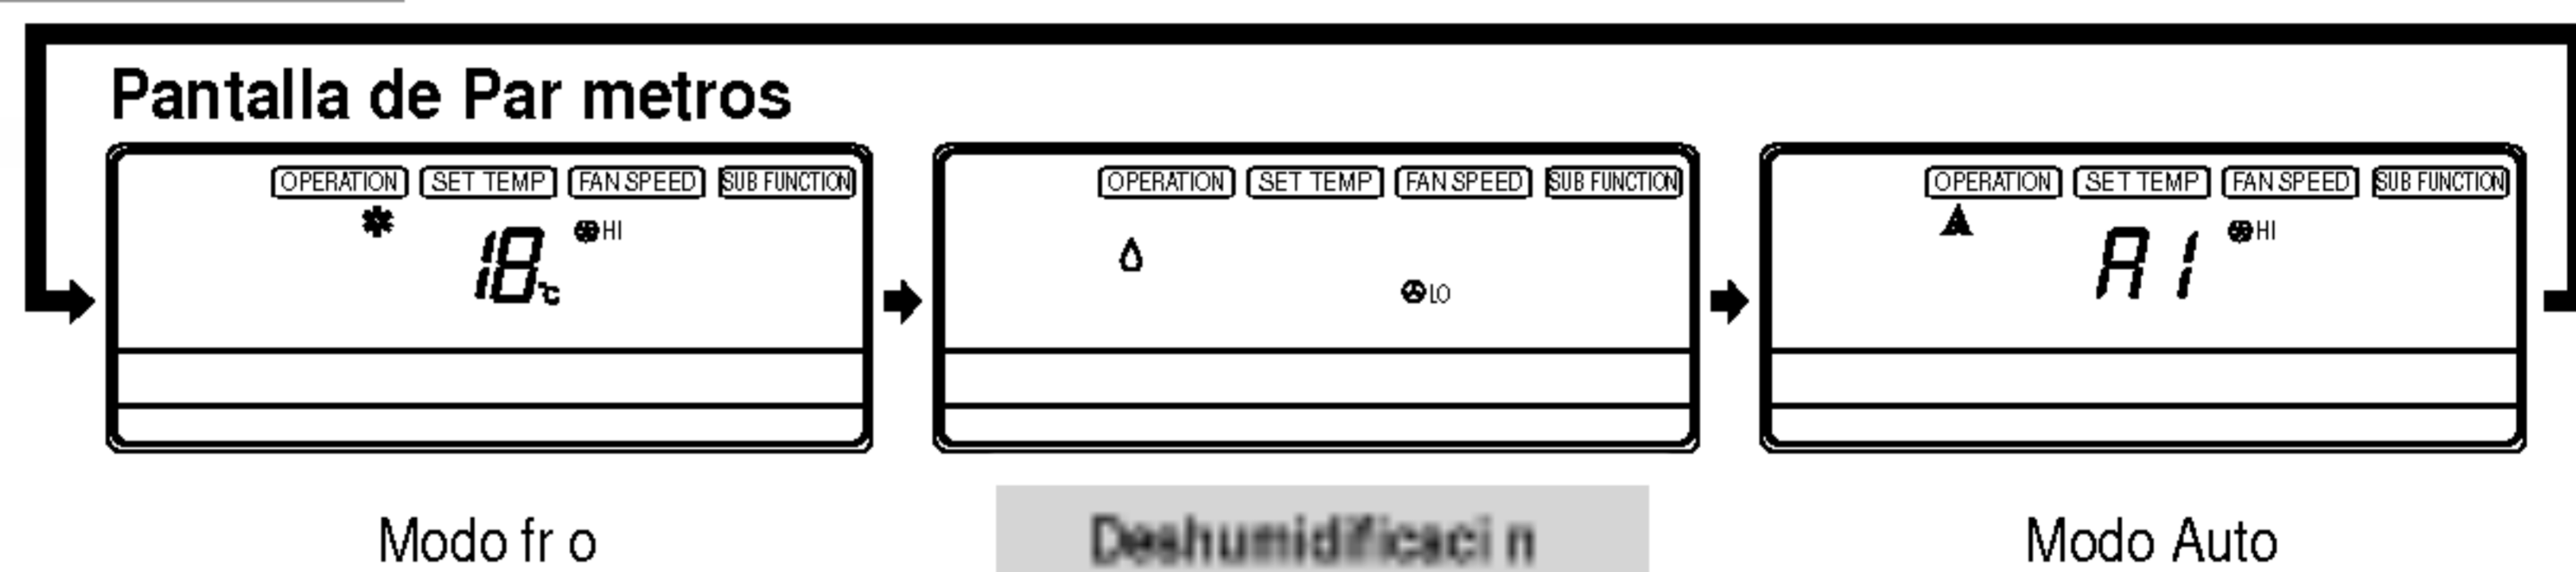 Pantalla de Par metros
OPERATION SET TEMP FAN SPEED SUB FUNCTION
HI
18°C
OPERATION SET TEMP FAN SPEED SUB FUNCTION
LO
OPERATION SET TEMP FAN SPEED SUB FUNCTION
HI
A1
Modo fr o
Deshumidificaci n
Modo Auto